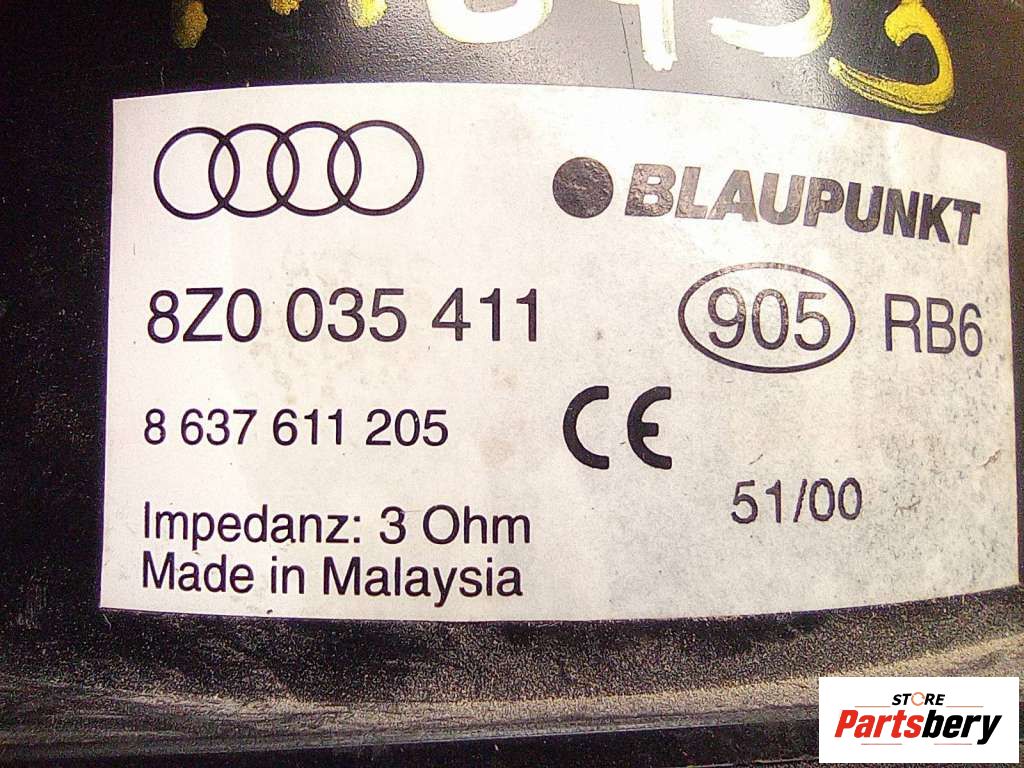 BLAUPUNKT
8Z0 035 411
905 RB6
8 637 611 205
CE
51/00
Impedanz: 3 Ohm
Made in Malaysia
STORE
Partsbery